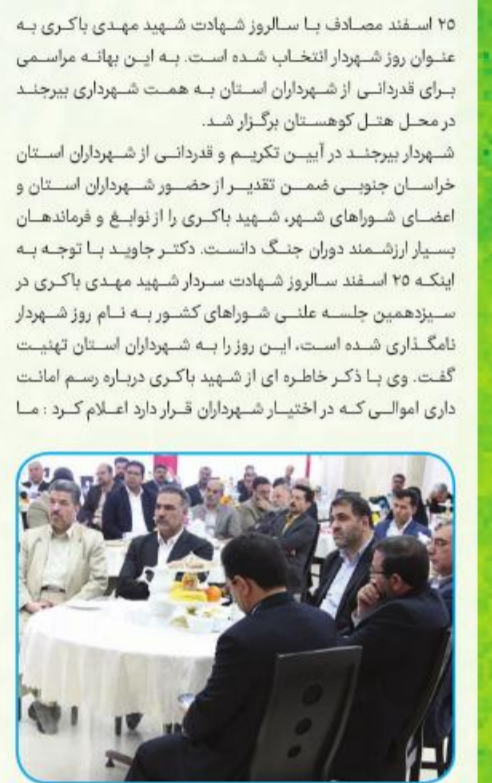 ۲۵ اسفند مصادف با سالروز شهادت شهید مهدی باکری به
عنوان روز شهردار انتخاب شده است. به این بهانه مراسمی
برای قدردانی از شهرداران استان به همت شهرداری بیرجند
در محل هتل کوهستان برگزار شد.
شهردار بیرجند در آیین تکریم و قدردانی از شهرداران استان
خراسان جنوبی ضمن تقدیر از حضور شهرداران استان و
اعضای شوراهای شهر، شهید باکری را از نوابغ و فرماندهان
بسیار ارزشمند دوران جنگ دانست. دکتر جاوید با توجه به
اینکه ۲۵ اسفند سالروز شهادت سردار شهید مهدی باکری در
سیزدهمین جلسه علنی شوراهای کشور به نام روز شهردار
نامگذاری شده است، این روز را به شهرداران استان تهنیت
گفت. وی با ذکر خاطره ای از شهید باکری درباره رسم امانت
داری اموالی که در اختیار شهرداران قرار دارد اعلام کرد : ما